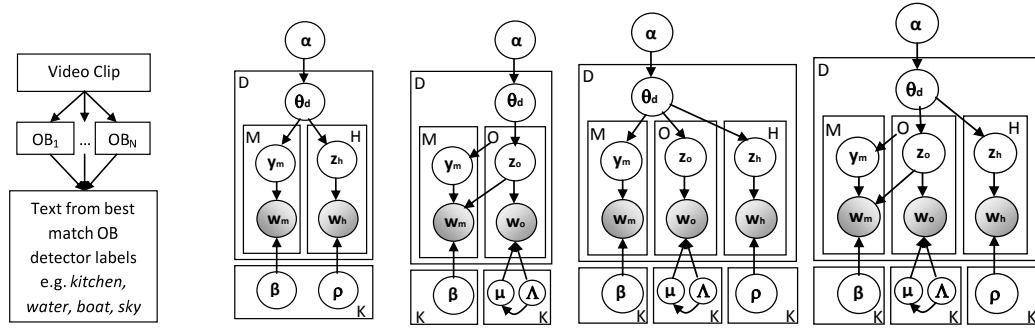 Video Clip
OB1 ... OBN
Text from best
match OB
detector labels
e.g. kitchen,
water, boat, sky
α
D
θd
M H
ym zh
wm wh
β ρ
K
α
D
θd
M O
ym zo
wm wo
β μ Λ
K K
α
D
θd
M O H
ym zo zh
wm wo wh
β μ Λ ρ
K K K
α
D
θd
M O H
ym zo zh
wm wo wh
β μ Λ ρ
K K K